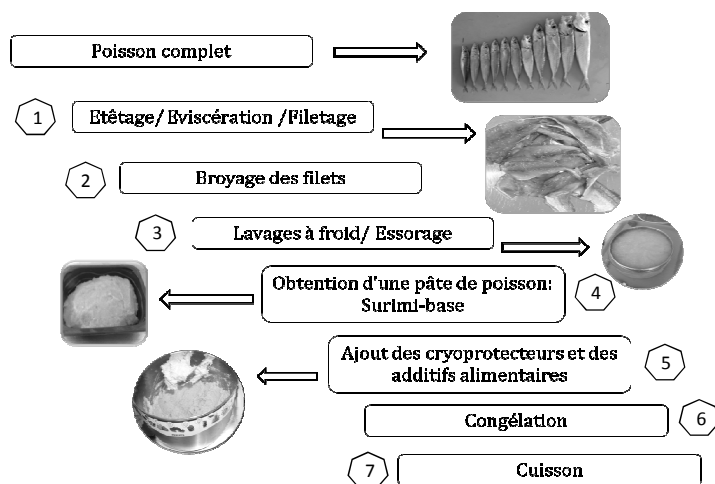 Poisson complet
1
Etêtage/ Eviscération /Filetage
2
Broyage des filets
3
Lavages à froid/ Essorage
Obtention d'une pâte de poisson:
Surimi-base
4
Ajout des cryoprotecteurs et des
additifs alimentaires
5
Congélation
6
7
Cuisson